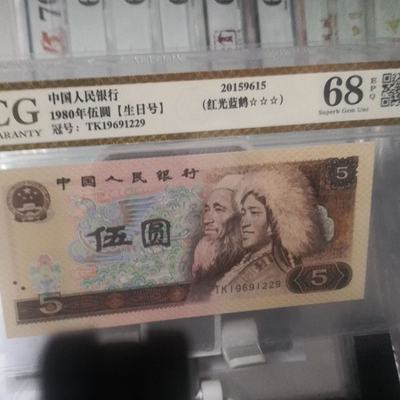 CG
中国人民银行
1980年伍圆【生日号】
ARANTY
冠号: TK19691229
20159615
(红光蓝鹤☆☆☆)
68
EPQ
Superb Gem Unc
中国人民银行
5
伍圆
TK19691229
5
5